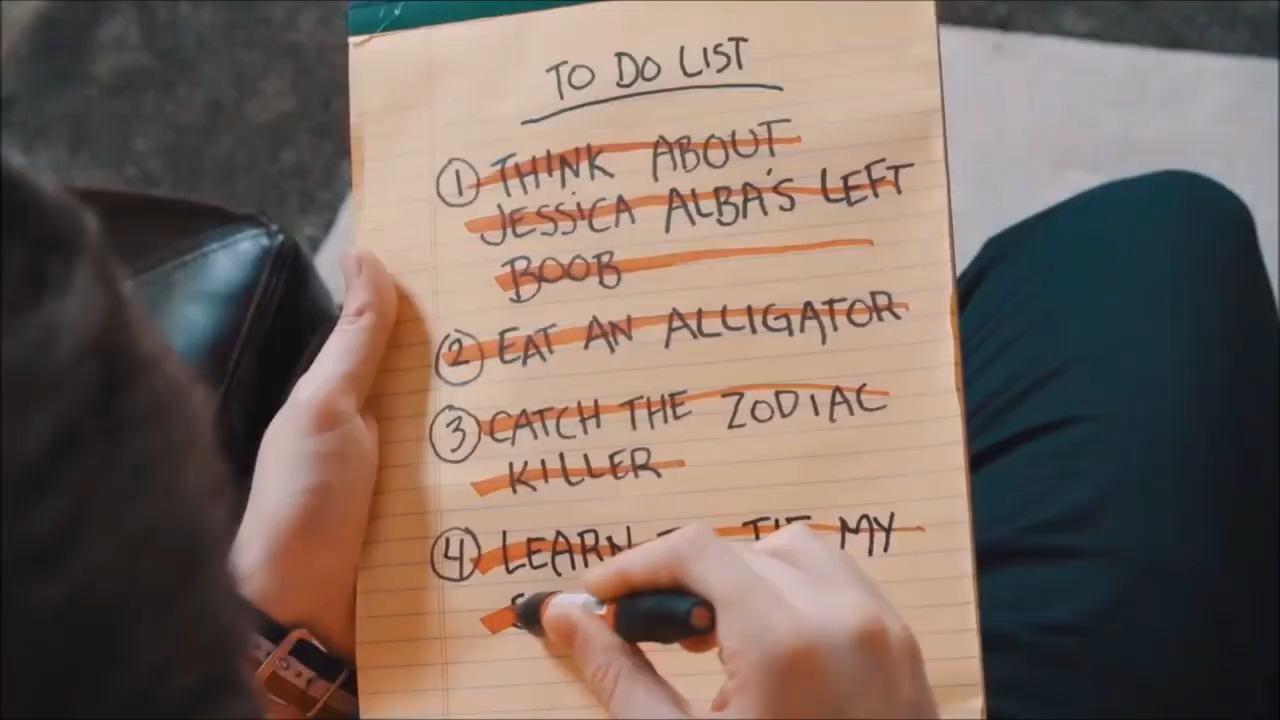 TO DO LIST
① THINK ABOUT
JESSICA ALBA'S LEFT
BOOB
② EAT AN ALLIGATOR
③ CATCH THE ZODIAC
KILLER
④ LEARN TIE MY